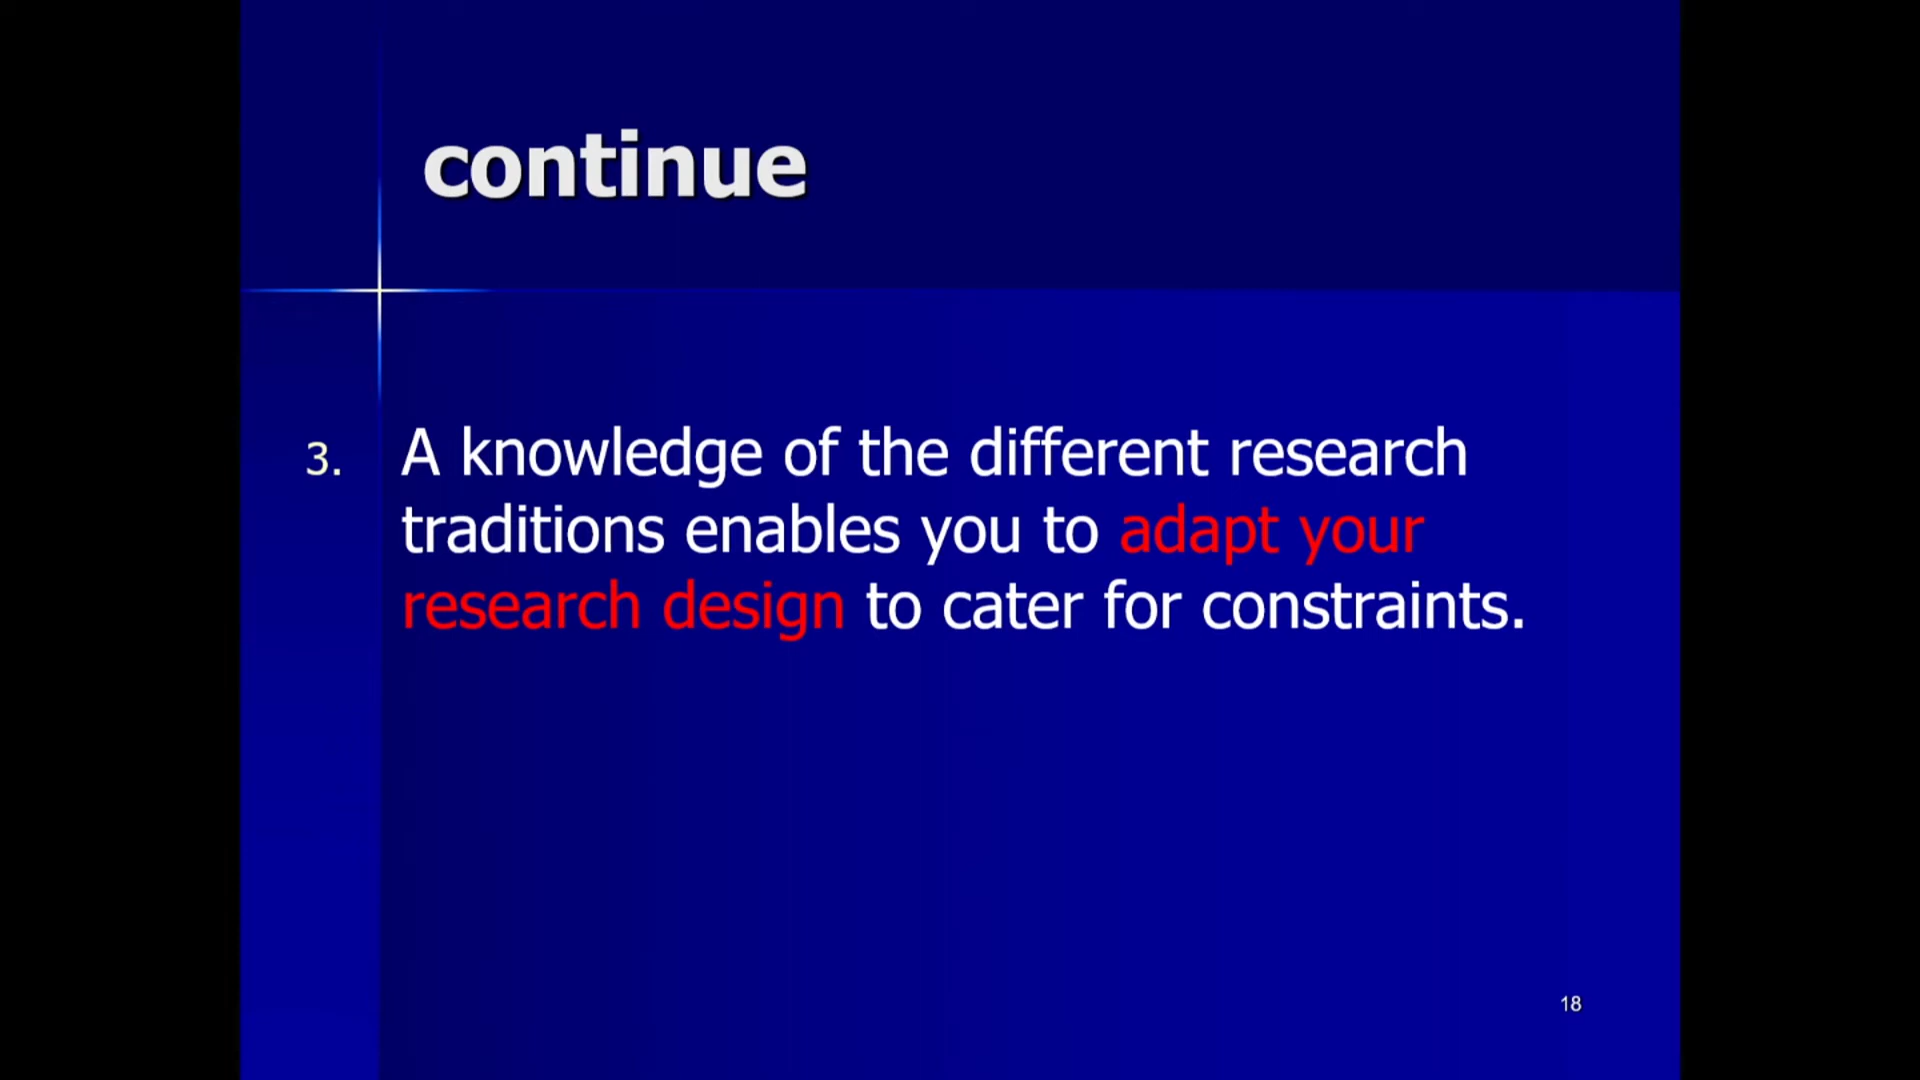 continue
3. A knowledge of the different research
traditions enables you to adapt your
research design to cater for constraints.
18